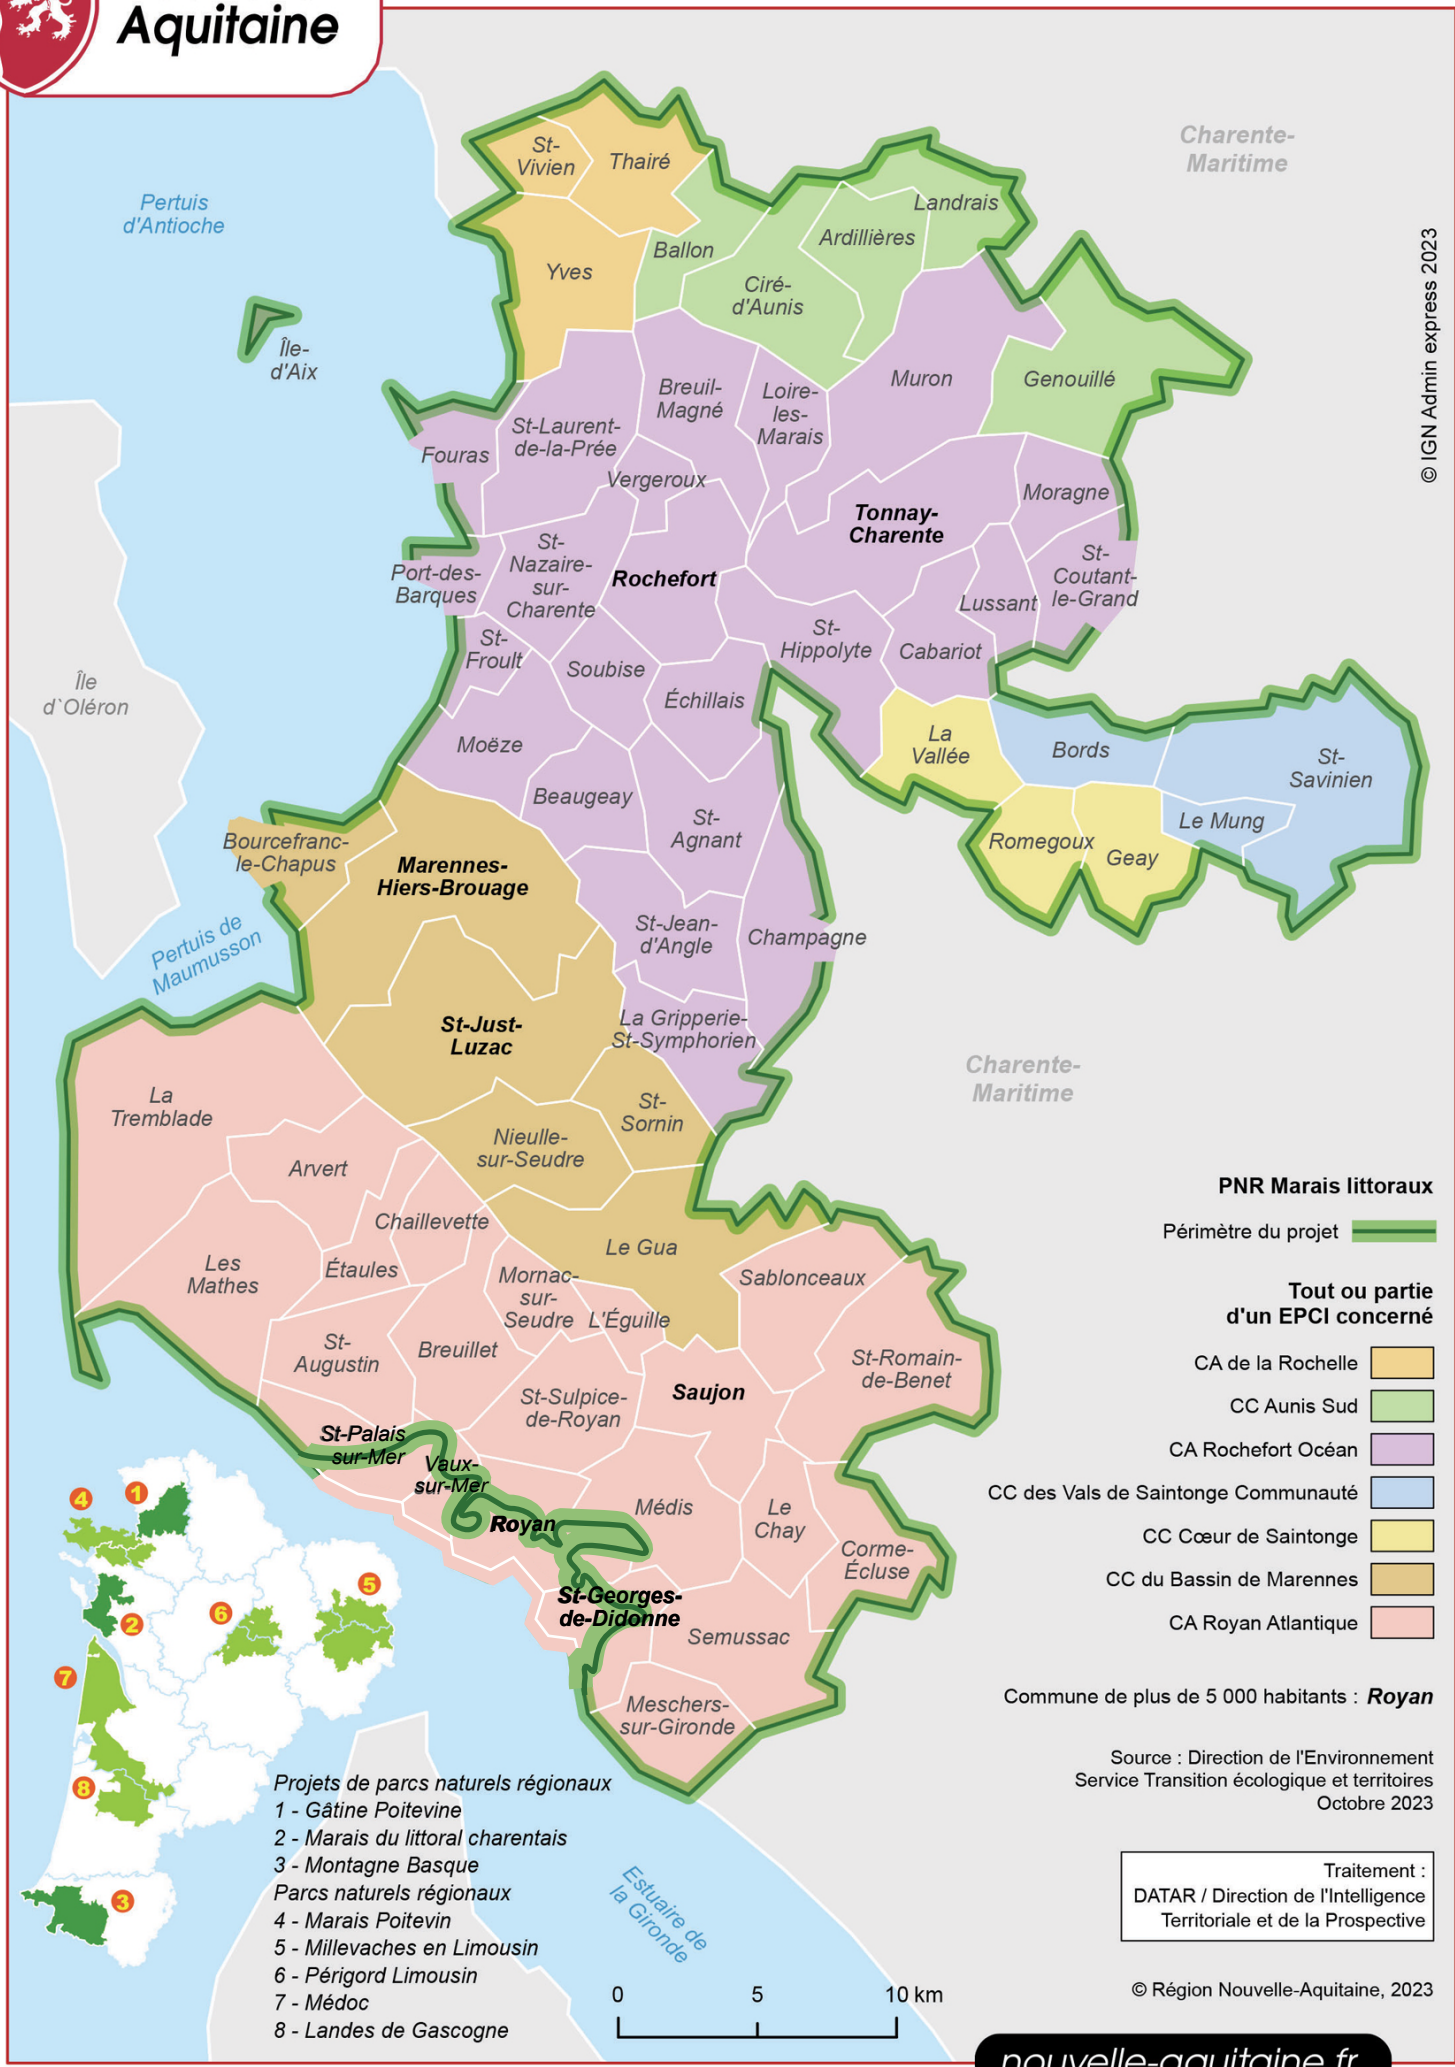 Aquitaine
Charente-
Maritime
Pertuis
d'Antioche
© IGN Admin express 2023
St-
Vivien
Thairé
Landrais
Ardillières
Ballon
Yves
Ciré-
d'Aunis
Île-
d'Aix
Muron
Genouillé
Breuil-
Magné
Loire-
les-
Marais
St-Laurent-
de-la-Prée
Fouras
Vergeroux
Moragne
Tonnay-
Charente
St-
Nazaire-
sur-
Charente
Rochefort
Port-des-
Barques
St-
Coutant-
le-Grand
Lussant
St-
Froult
St-
Hippolyte
Cabariot
Soubise
Échillais
Île
d`Oléron
Moëze
La
Vallée
Bords
St-
Savinien
Beaugeay
St-
Agnant
Le Mung
Romegoux
Geay
Bourcefranc-
le-Chapus
Marennes-
Hiers-Brouage
St-Jean-
d'Angle
Champagne
Pertuis de
Maumusson
St-Just-
Luzac
La Gripperie-
St-Symphorien
Charente-
Maritime
La
Tremblade
St-
Sornin
Nieulle-
sur-Seudre
Arvert
Chaillevette
Le Gua
Les
Mathes
Étaules
Mornac-
sur-
Seudre
L'Éguille
Sablonceaux
St-
Augustin
Breuillet
St-Romain-
de-Benet
St-Sulpice-
de-Royan
Saujon
St-Palais
sur-Mer
Vaux-
sur-Mer
Royan
Médis
Le
Chay
Corme-
Écluse
St-Georges-
de-Didonne
Semussac
Meschers-
sur-Gironde
PNR Marais littoraux
Périmètre du projet
Tout ou partie
d'un EPCI concerné
CA de la Rochelle
CC Aunis Sud
CA Rochefort Océan
CC des Vals de Saintonge Communauté
CC Cœur de Saintonge
CC du Bassin de Marennes
CA Royan Atlantique
Commune de plus de 5 000 habitants : Royan
Source : Direction de l'Environnement
Service Transition écologique et territoires
Octobre 2023
Traitement :
DATAR / Direction de l'Intelligence
Territoriale et de la Prospective
© Région Nouvelle-Aquitaine, 2023
1
4
5
6
2
7
8
3
Projets de parcs naturels régionaux
1 - Gâtine Poitevine
2 - Marais du littoral charentais
3 - Montagne Basque
Parcs naturels régionaux
4 - Marais Poitevin
5 - Millevaches en Limousin
6 - Périgord Limousin
7 - Médoc
8 - Landes de Gascogne
Estuaire de
la Gironde
0 5 10 km
nouvelle-aquitaine.fr